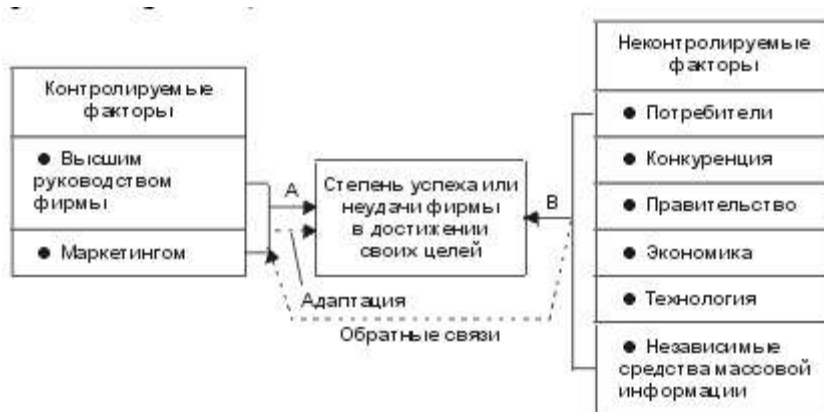 Контролируемые
факторы
● Высшим
руководством
фирмы
● Маркетингом
А
Степень успеха или
неудачи фирмы
в достижении
своих целей
В
Адаптация
Обратные связи
Неконтролируемые
факторы
● Потребители
● Конкуренция
● Правительство
● Экономика
● Технология
● Независимые
средства массовой
информации